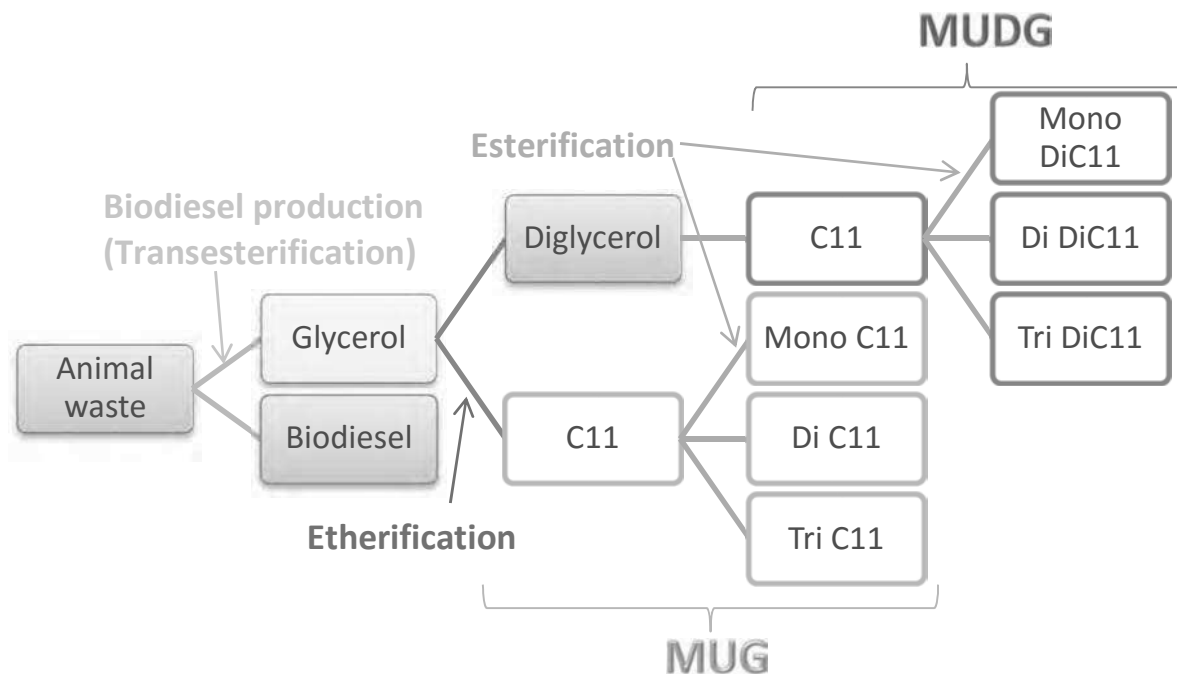 MUDG
Mono
DiC11
Esterification
Biodiesel production
(Transesterification)
Diglycerol
C11
Di DiC11
Glycerol
Mono C11
Tri DiC11
Animal
waste
Biodiesel
C11
Di C11
Etherification
Tri C11
MUG